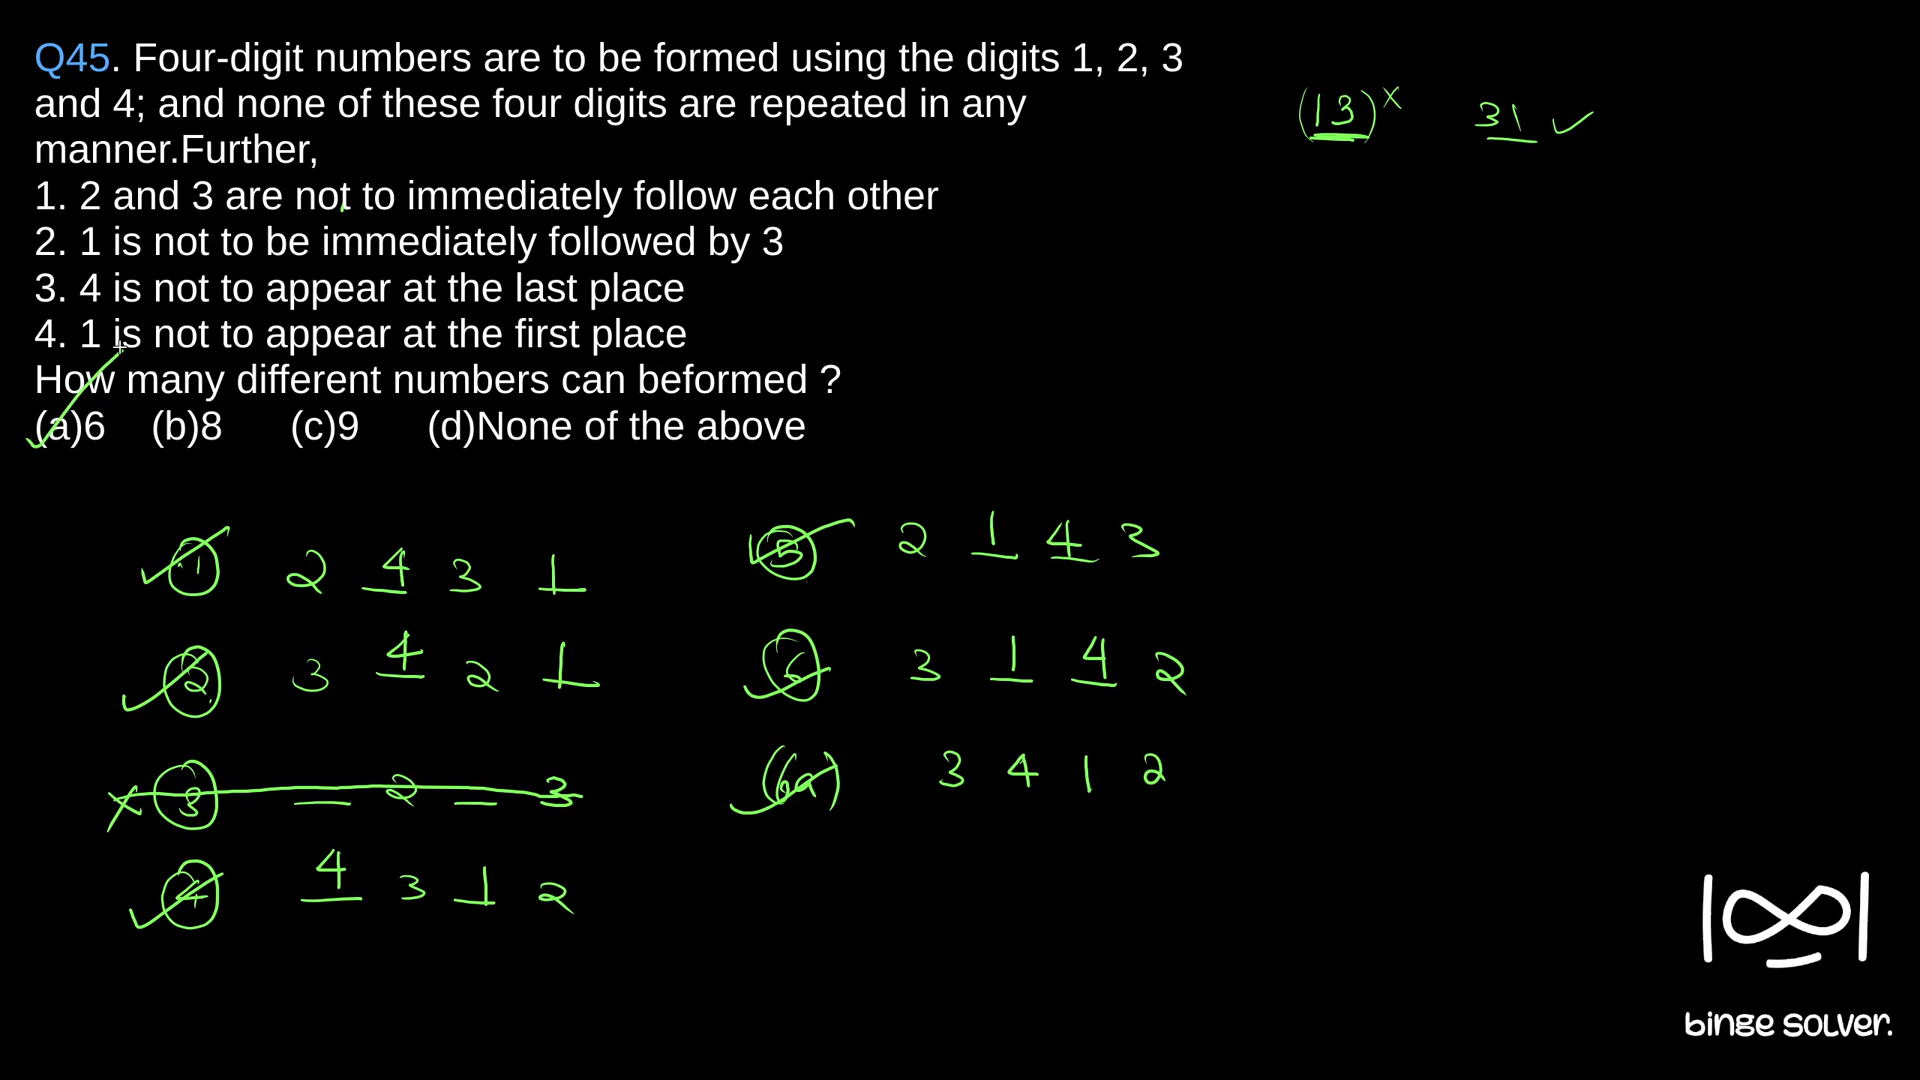 Q45. Four-digit numbers are to be formed using the digits 1, 2, 3
and 4; and none of these four digits are repeated in any
manner.Further,
1. 2 and 3 are not to immediately follow each other
2. 1 is not to be immediately followed by 3
3. 4 is not to appear at the last place
4. 1 is not to appear at the first place
How many different numbers can beformed ?
(a)6 (b)8 (c)9 (d)None of the above
(13)x 31 ✓
1 2 4 3 1
2 3 4 2 1
3 2 3
4 4 3 1 2
5 2 1 4 3
6 3 1 4 2
(6a) 3 4 1 2
binge solver.